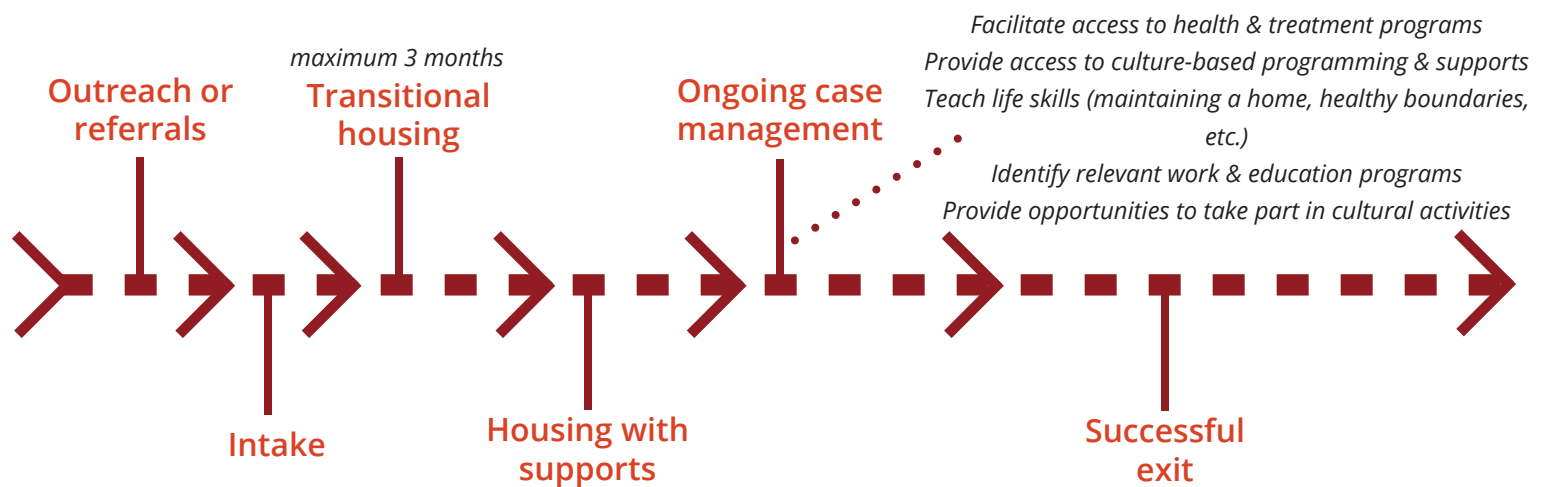 Outreach or
referrals
Intake
maximum 3 months
Transitional
housing
Housing with
supports
Ongoing case
management
Facilitate access to health & treatment programs
Provide access to culture-based programming & supports
Teach life skills (maintaining a home, healthy boundaries,
etc.)
Identify relevant work & education programs
Provide opportunities to take part in cultural activities
Successful
exit